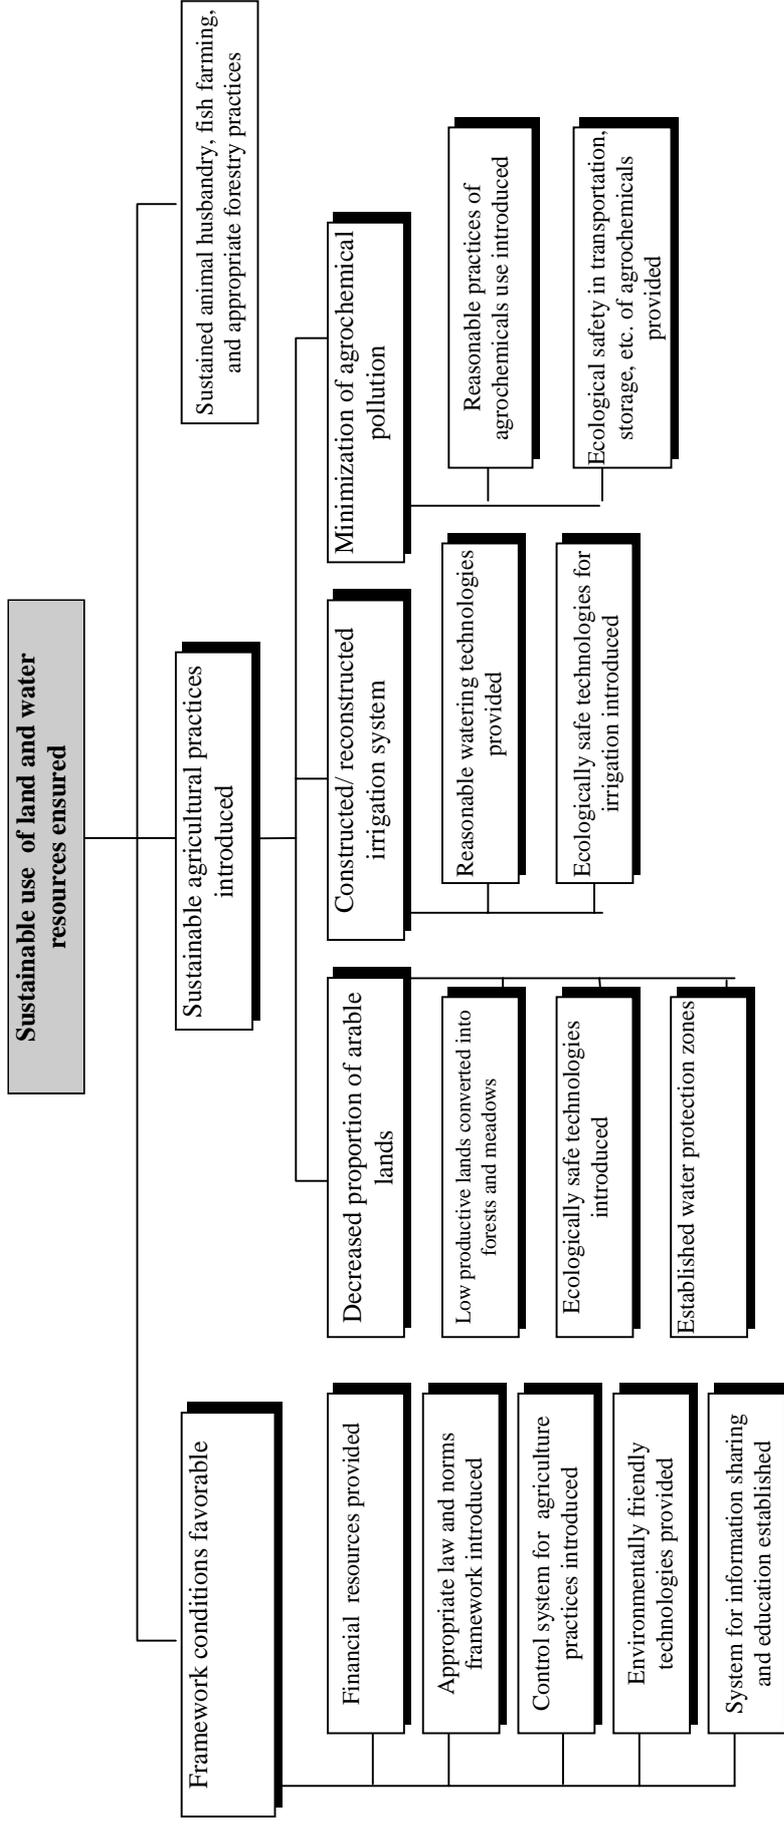 Sustainable use of land and water
resources ensured
Framework conditions favorable
Sustainable agricultural practices
introduced
Sustained animal husbandry, fish farming,
and appropriate forestry practices
Financial resources provided
Appropriate law and norms
framework introduced
Control system for agriculture
practices introduced
Environmentally friendly
technologies provided
System for information sharing
and education established
Decreased proportion of arable
lands
Low productive lands converted into
forests and meadows
Ecologically safe technologies
introduced
Established water protection zones
Constructed/ reconstructed
irrigation system
Reasonable watering technologies
provided
Ecologically safe technologies for
irrigation introduced
Minimization of agrochemical
pollution
Reasonable practices of
agrochemicals use introduced
Ecological safety in transportation,
storage, etc. of agrochemicals
provided